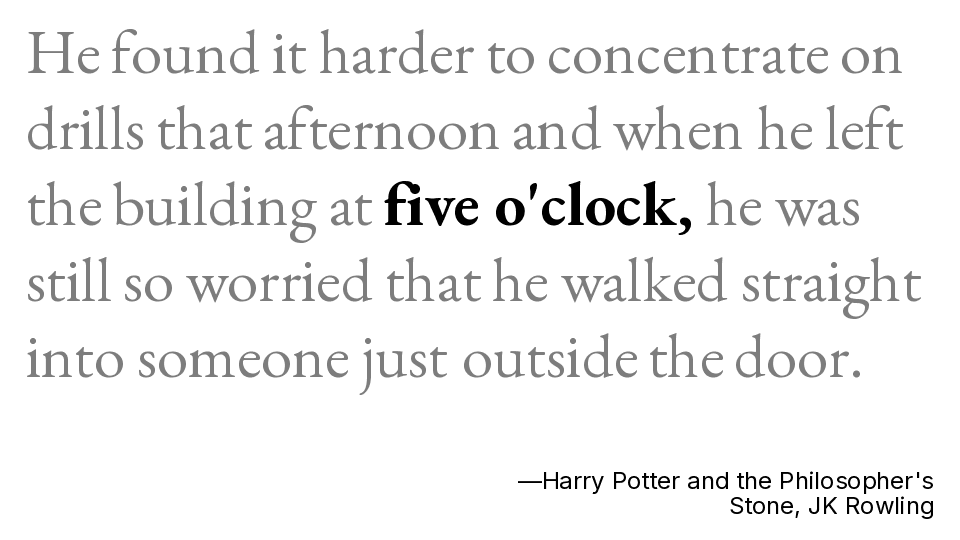 He found it harder to concentrate on
drills that afternoon and when he left
the building at five o'clock, he was
still so worried that he walked straight
into someone just outside the door.
—Harry Potter and the Philosopher's
Stone, JK Rowling